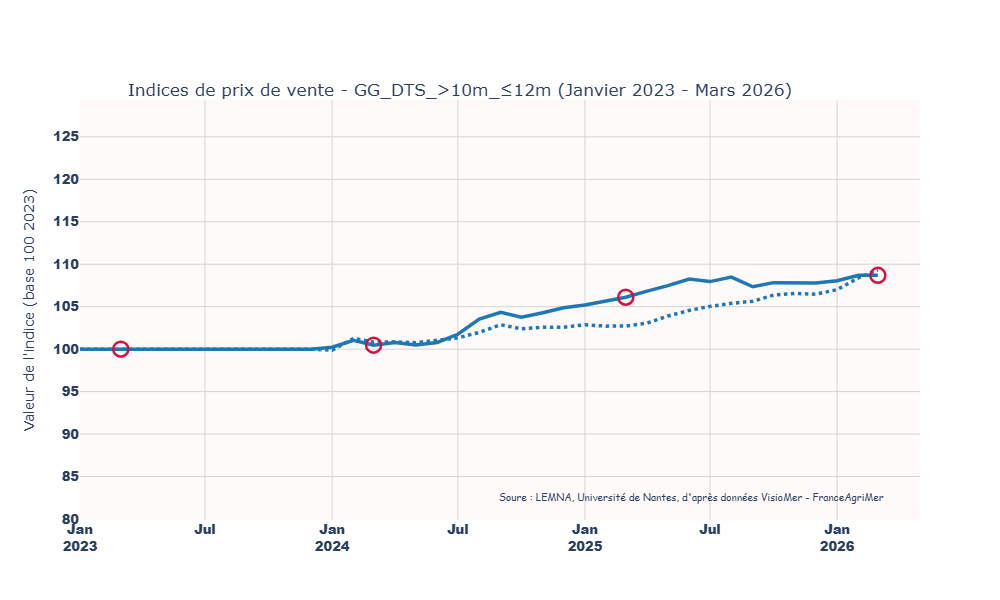 Indices de prix de vente - GG_DTS_>10m_≤12m (Janvier 2023 - Mars 2026)
Valeur de l'indice (base 100 2023)
125
120
115
110
105
100
95
90
85
80
Soure : LEMNA, Université de Nantes, d'après données VisioMer - FranceAgriMer
Jan
2023
Jul
Jan
2024
Jul
Jan
2025
Jul
Jan
2026